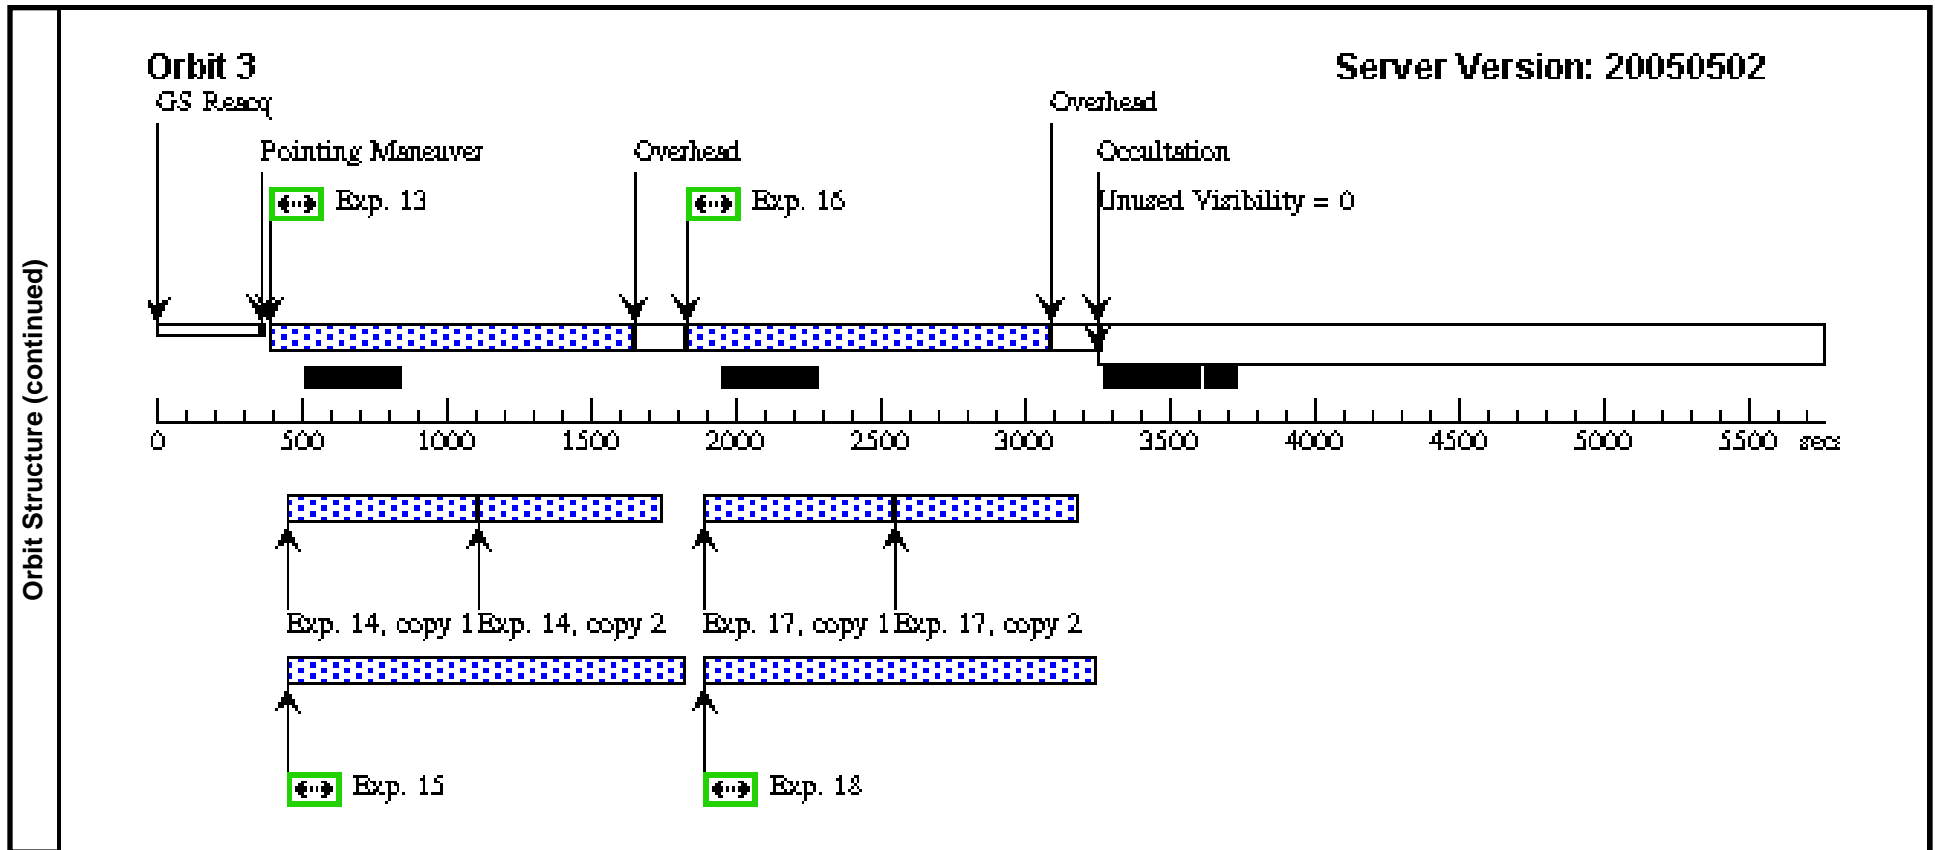 Orbit Structure (continued)
Orbit 3
Server Version: 20050502
GS Reacq
Overhead
Pointing Maneuver
Overhead
Occultation
Exp. 13
Exp. 16
Unused Visibility = 0
0 500 1000 1500 2000 2500 3000 3500 4000 4500 5000 5500 secs
Exp. 14, copy 1 Exp. 14, copy 2 Exp. 17, copy 1 Exp. 17, copy 2
Exp. 15
Exp. 18